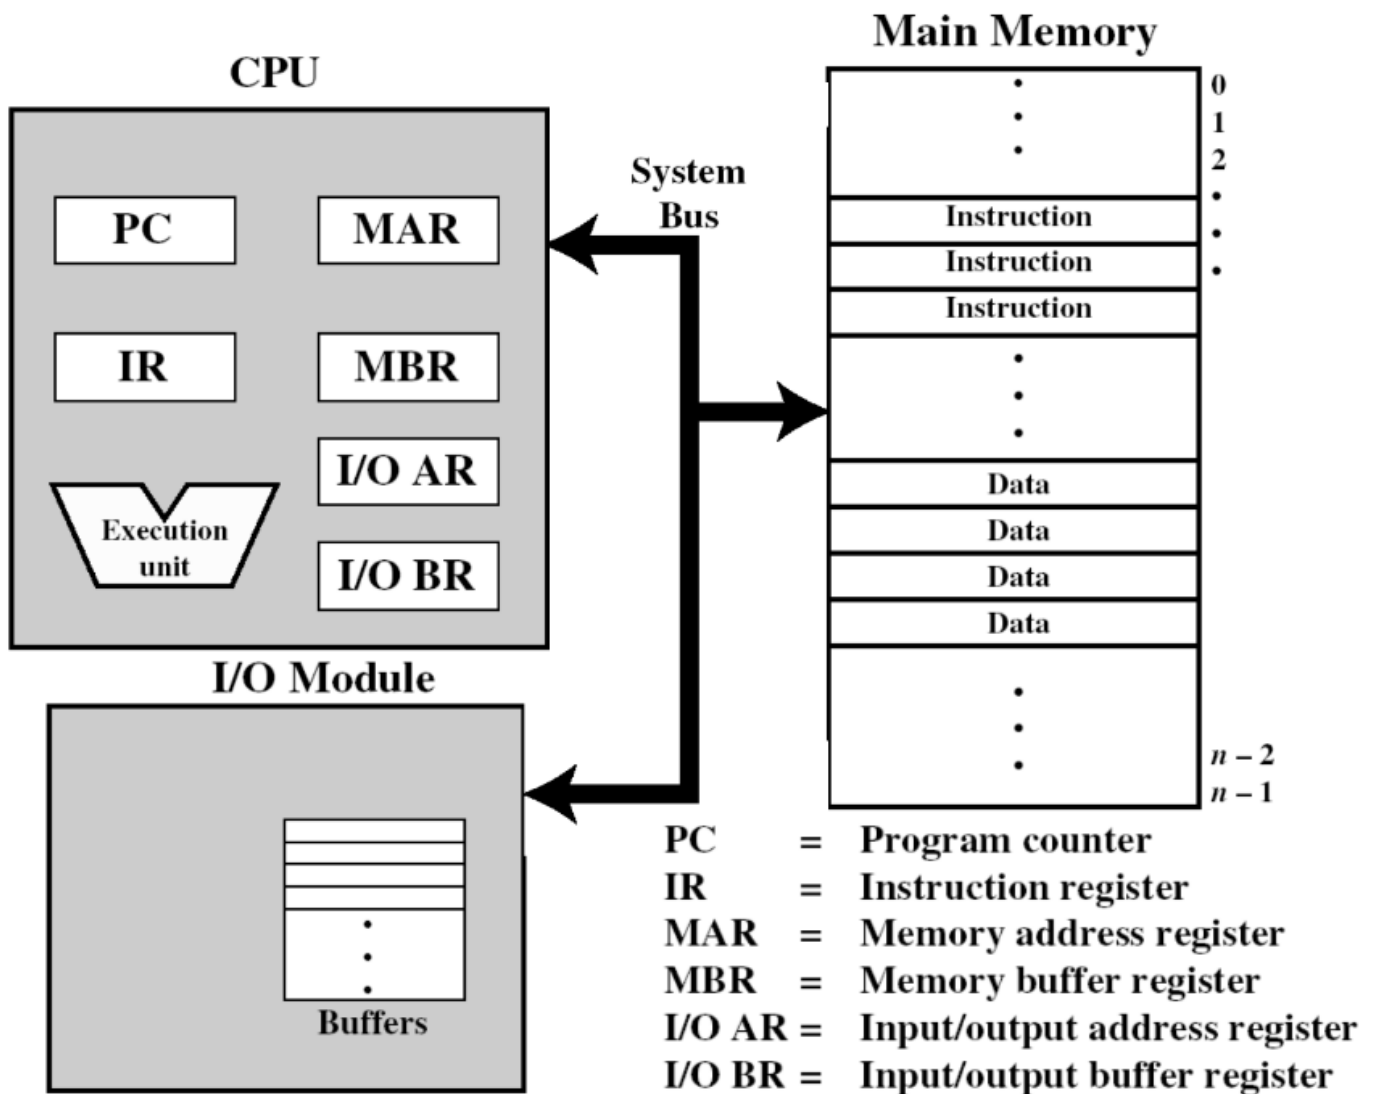 CPU
PC
MAR
IR
MBR
I/O AR
Execution
unit
I/O BR
System
Bus
Main Memory
0
1
2
Instruction
Instruction
Instruction
Data
Data
Data
Data
n – 2
n – 1
I/O Module
Buffers
PC = Program counter
IR = Instruction register
MAR = Memory address register
MBR = Memory buffer register
I/O AR = Input/output address register
I/O BR = Input/output buffer register